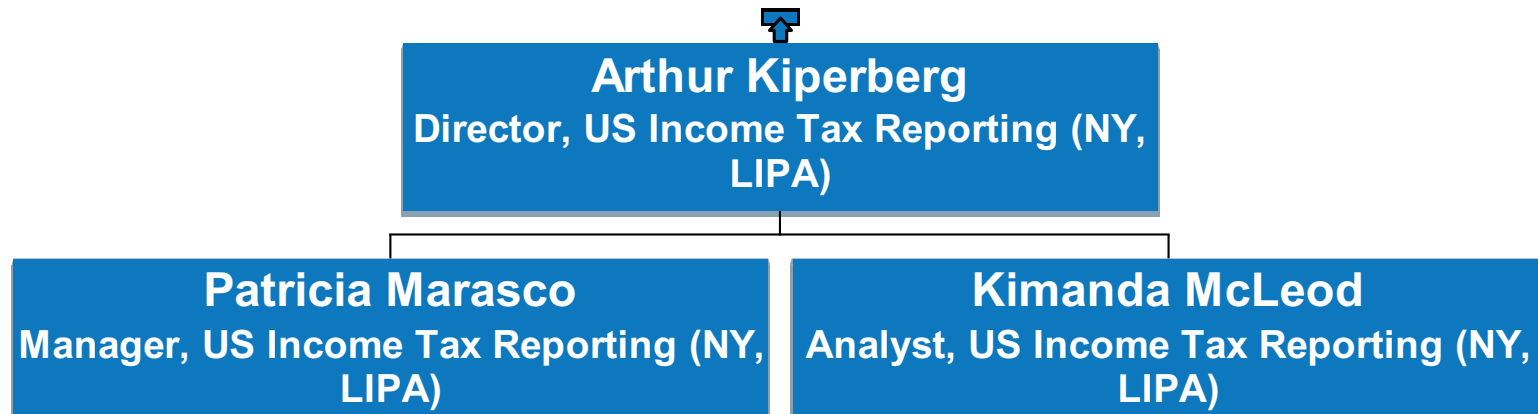 Arthur Kiperberg
Director, US Income Tax Reporting (NY,
LIPA)
Patricia Marasco
Manager, US Income Tax Reporting (NY,
LIPA)
Kimanda McLeod
Analyst, US Income Tax Reporting (NY,
LIPA)